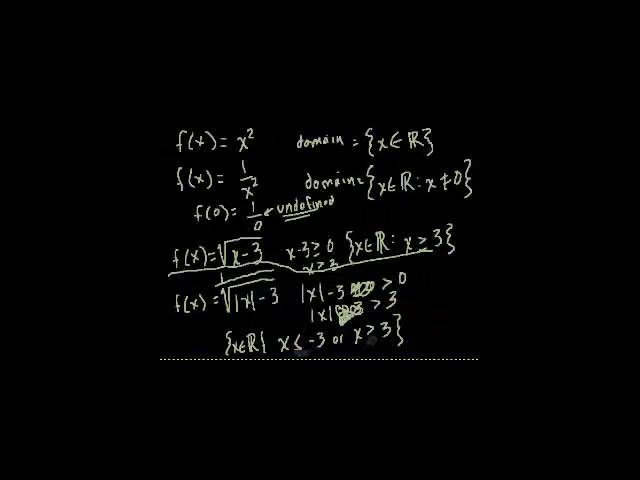 f(x) = x² domain = {x∈ℝ}
f(x) = 1/x² domain = {x∈ℝ: x ≠ 0}
f(0) = 1/0 ← undefined
f(x) = √(x-3) x-3 ≥ 0 {x∈ℝ: x ≥ 3}
x ≥ 3
f(x) = 1/√(|x|-3) |x|-3 > 0
|x| > 3
{x∈ℝ | x ≤ -3 or x > 3}